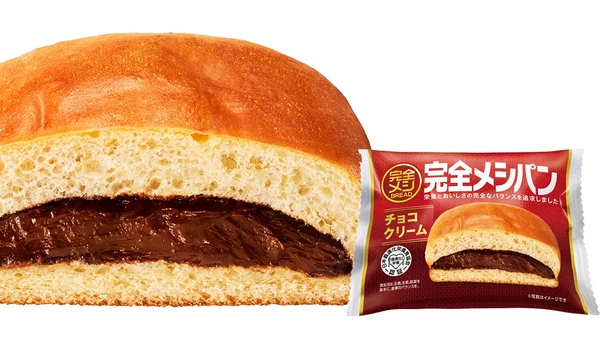 完全
メシ
BREAD
完全メシパン
栄養とおいしさの完全なバランスを追求しました!
チョコ
クリーム
※写真はイメージです